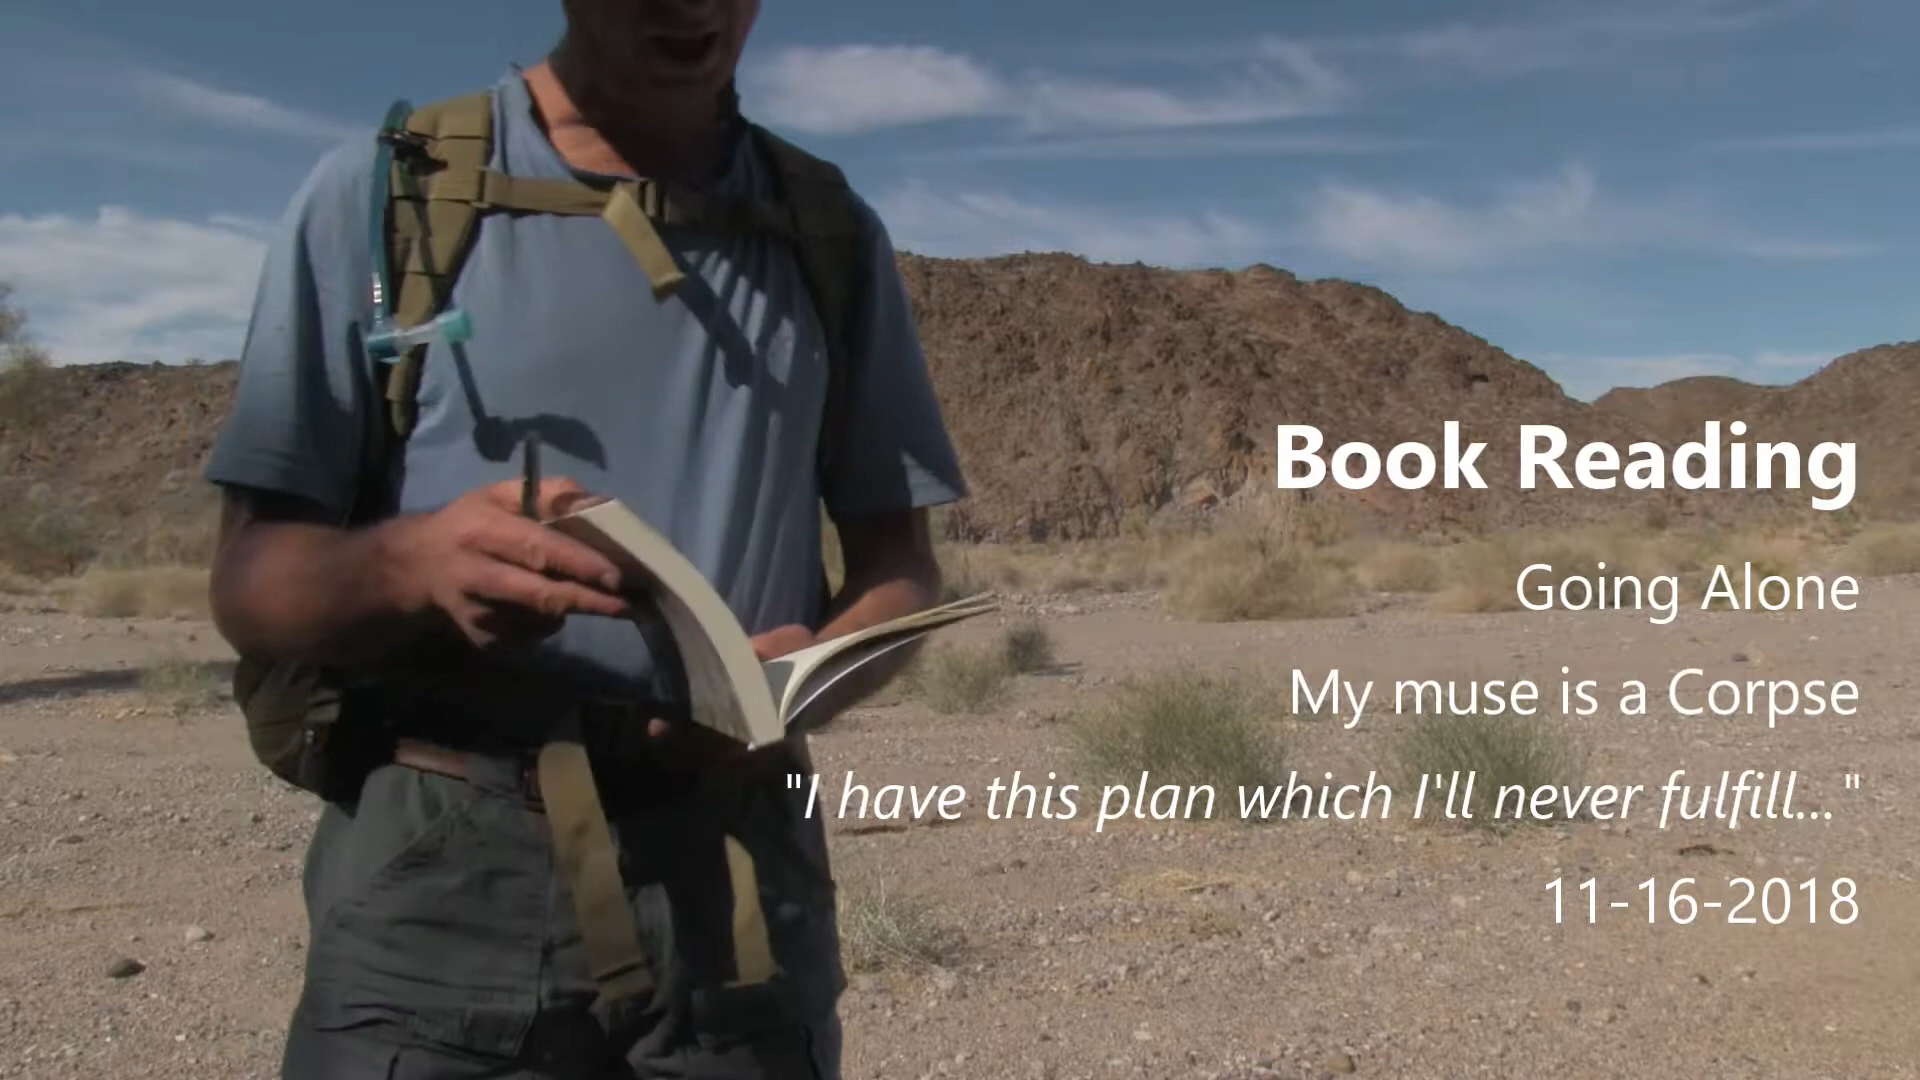 Book Reading
Going Alone
My muse is a Corpse
"I have this plan which I'll never fulfill..."
11-16-2018